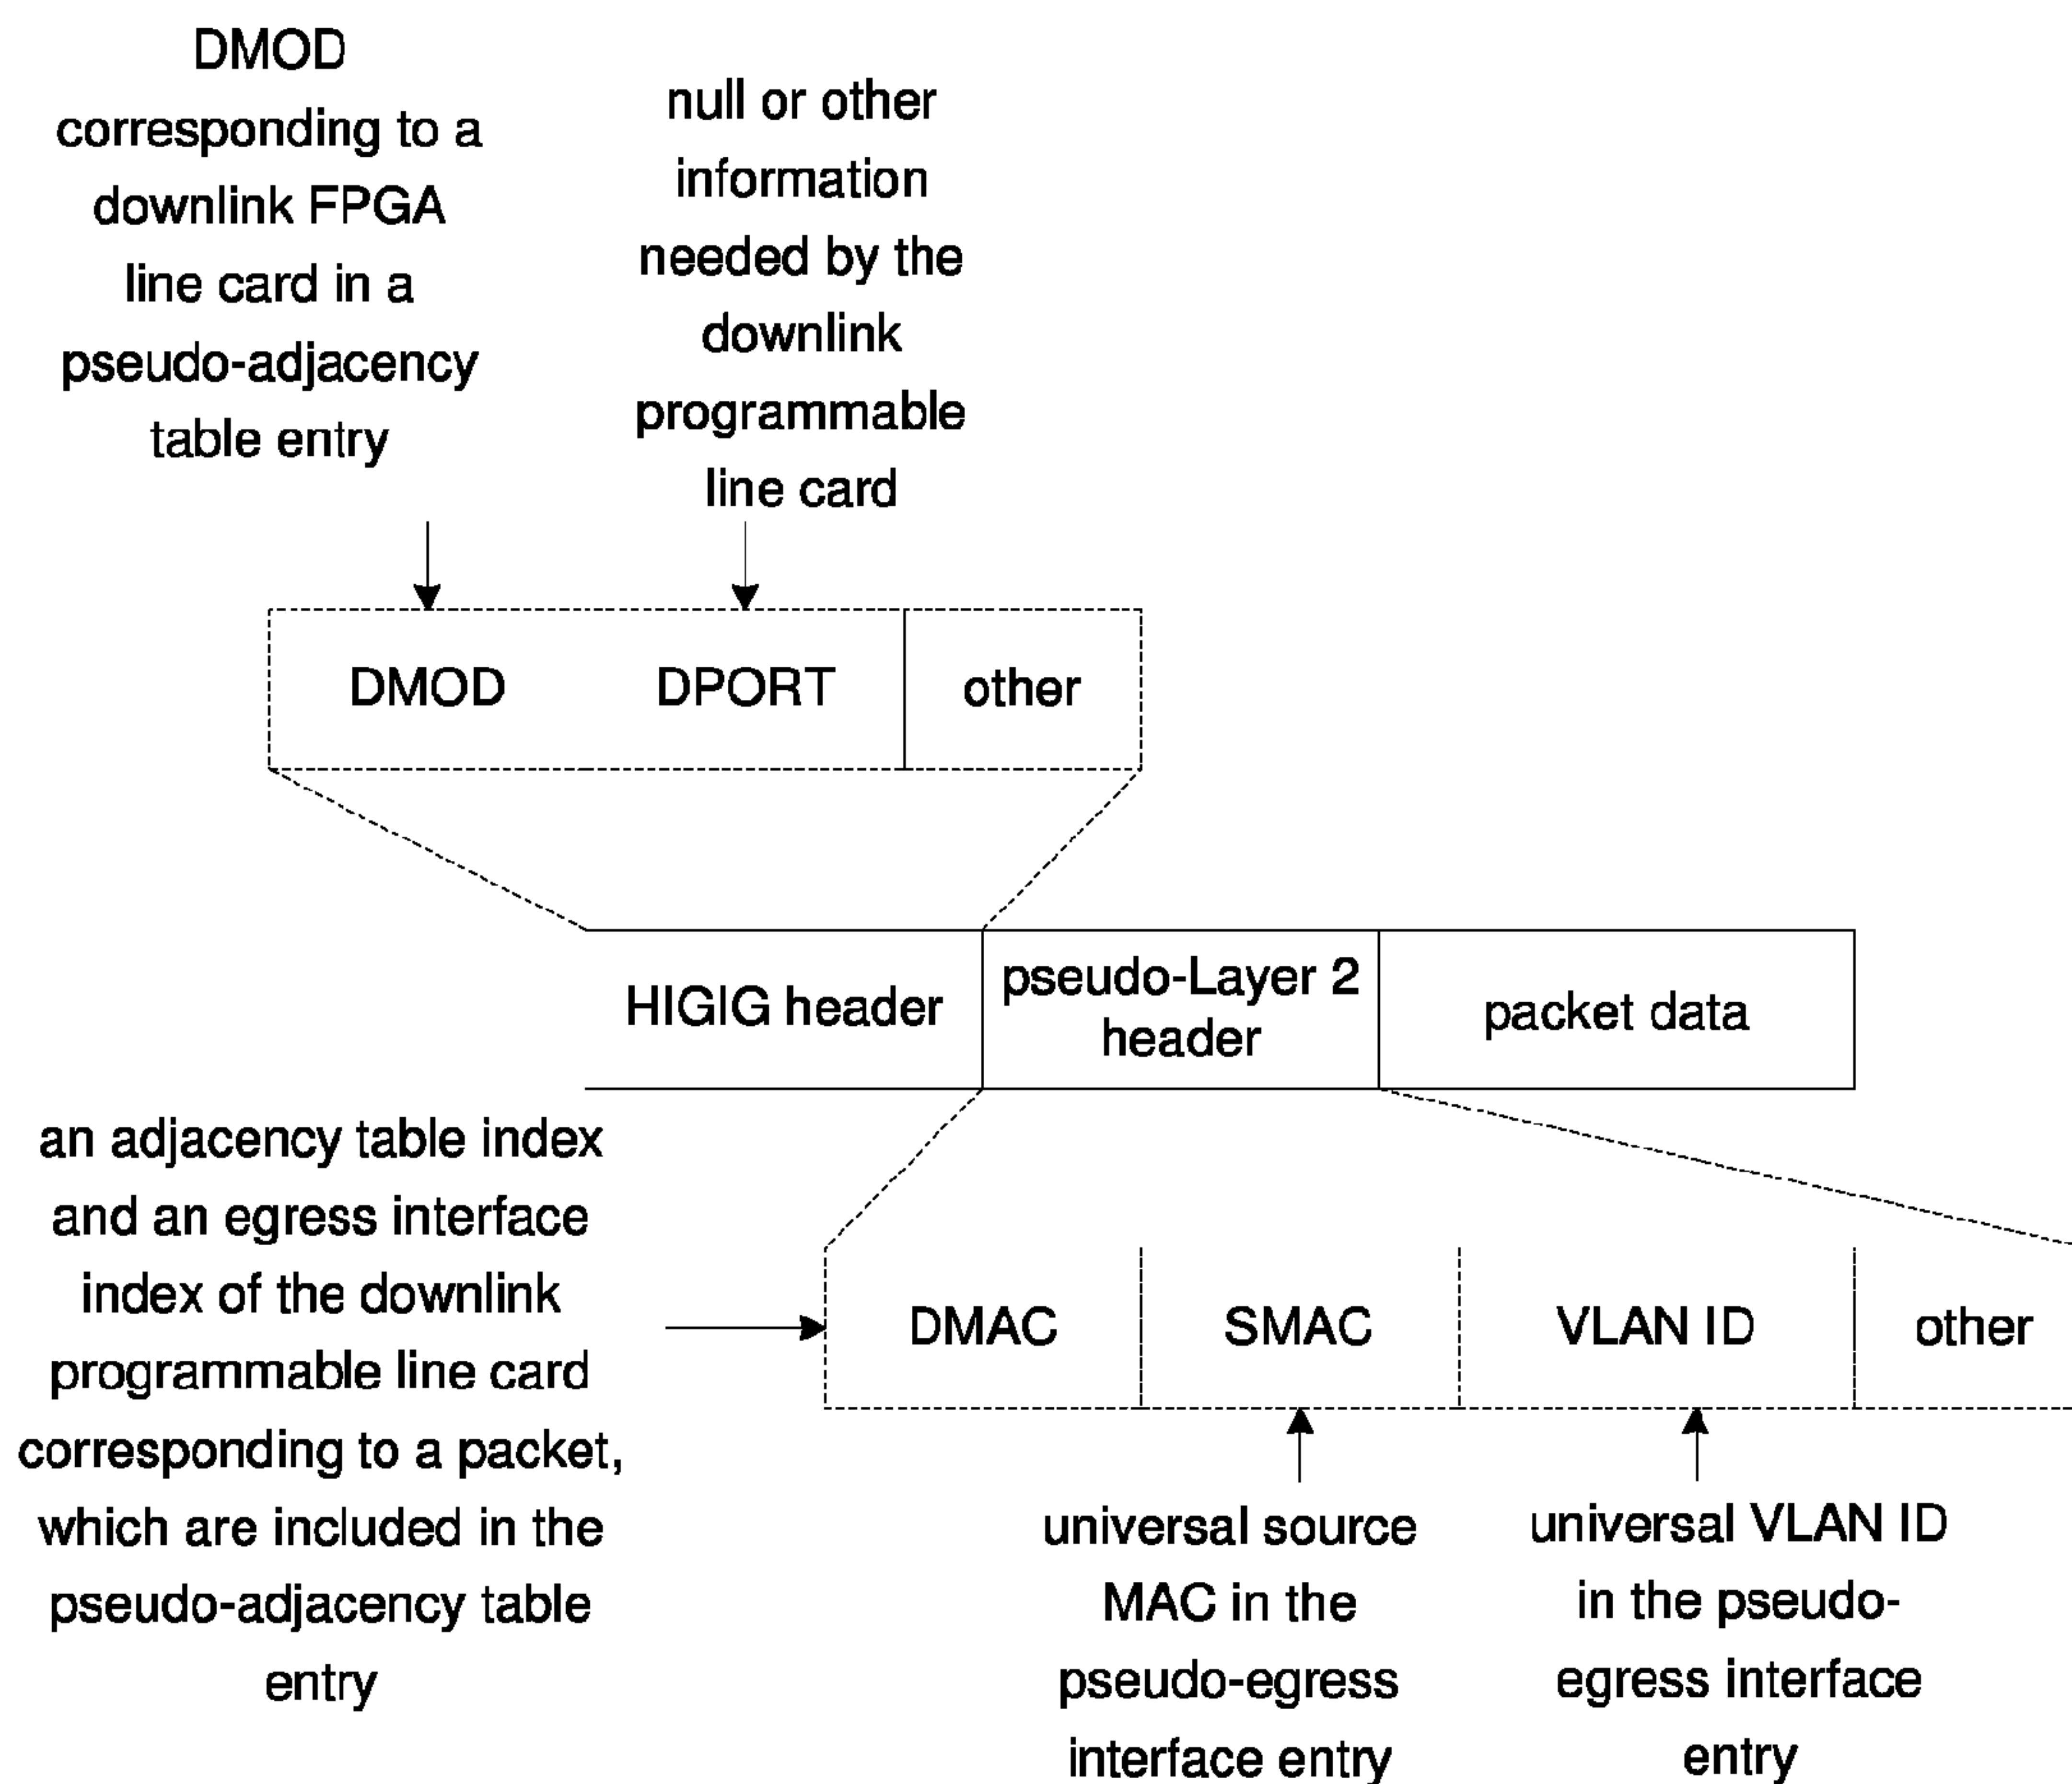 DMOD
corresponding to a
downlink FPGA
line card in a
pseudo-adjacency
table entry
null or other
information
needed by the
downlink
programmable
line card
DMOD
DPORT
other
HIGIG header
pseudo-Layer 2
header
packet data
an adjacency table index
and an egress interface
index of the downlink
programmable line card
corresponding to a packet,
which are included in the
pseudo-adjacency table
entry
DMAC
SMAC
VLAN ID
other
universal source
MAC in the
pseudo-egress
interface entry
universal VLAN ID
in the pseudo-
egress interface
entry